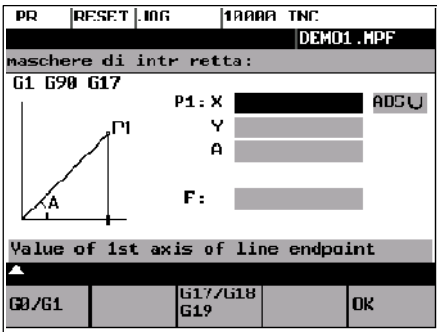 PR RESET JOG 10000 INC
DEMO1.MPF
maschere di intr retta:
G1 G90 G17
P1: X ABS
Y
P1
A
A
F:
Value of 1st axis of line endpoint
G0/G1 G17/G18 G19 OK